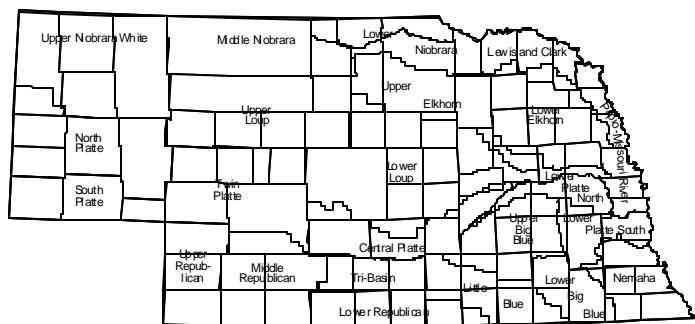 Upper Niobrara White
Middle Niobrara
Lower
Niobrara
Lewis and Clark
Upper
Elkhorn
Upper
Loup
Lower
Elkhorn
Papio-Missouri River
North
Platte
Lower
Loup
Lower
Platte
North
South
Platte
Twin
Platte
Upper
Big
Blue
Lower
Platte South
Central Platte
Upper
Repub-
lican
Middle
Republican
Tri-Basin
Little
Blue
Lower
Big
Blue
Nemaha
Lower Republican